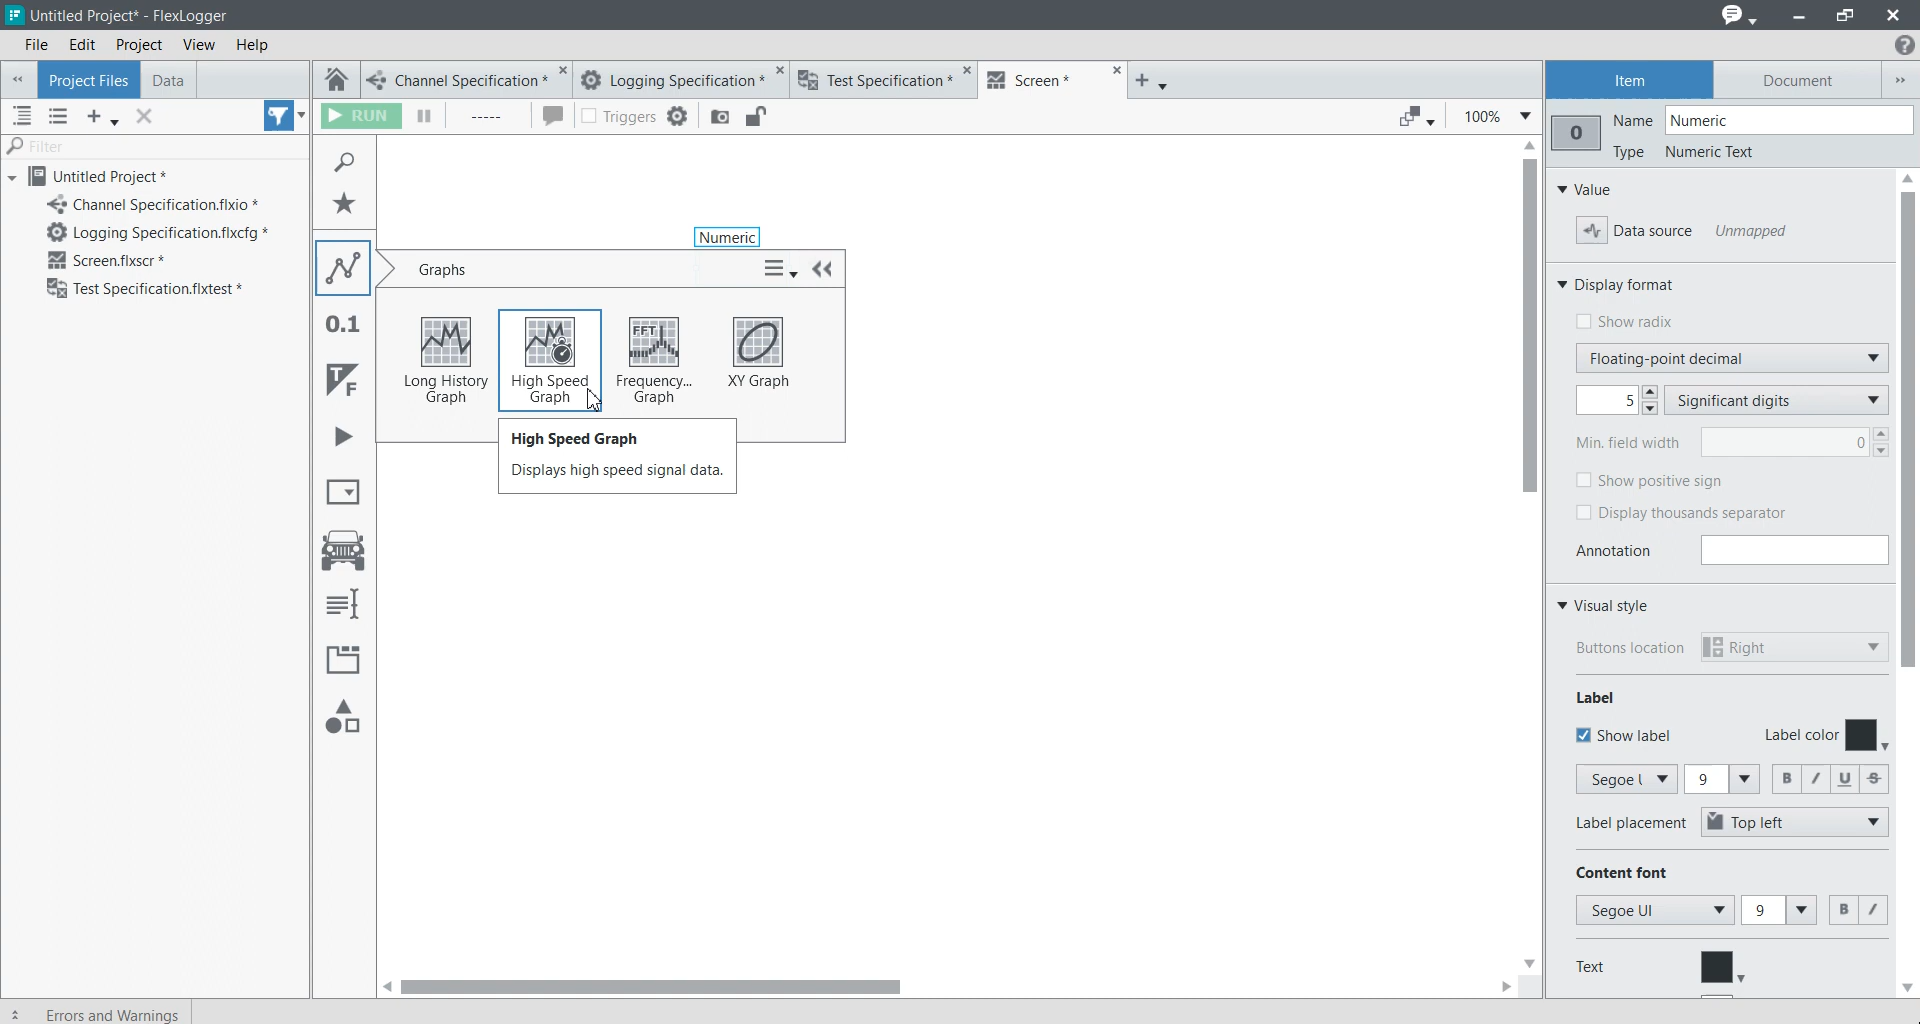 Untitled Project* - FlexLogger
File Edit Project View Help
Project Files Data
Channel Specification * Logging Specification * Test Specification * Screen *
Item Document
RUN ----- Triggers 100%
Name Numeric
0
Type Numeric Text
Filter
Untitled Project *
Channel Specification.flxio *
Logging Specification.flxcfg *
Screen.flxscr *
Test Specification.flxtest *
0.1
T F
Numeric
Graphs
Long History Graph
High Speed Graph
FFT
Frequency... Graph
XY Graph
High Speed Graph
Displays high speed signal data.
Value
Data source Unmapped
Display format
Show radix
Floating-point decimal
5 Significant digits
Min. field width 0
Show positive sign
Display thousands separator
Annotation
Visual style
Buttons location Right
Label
Show label Label color
Segoe U 9 B I U S
Label placement Top left
Content font
Segoe UI 9 B I
Text
Errors and Warnings